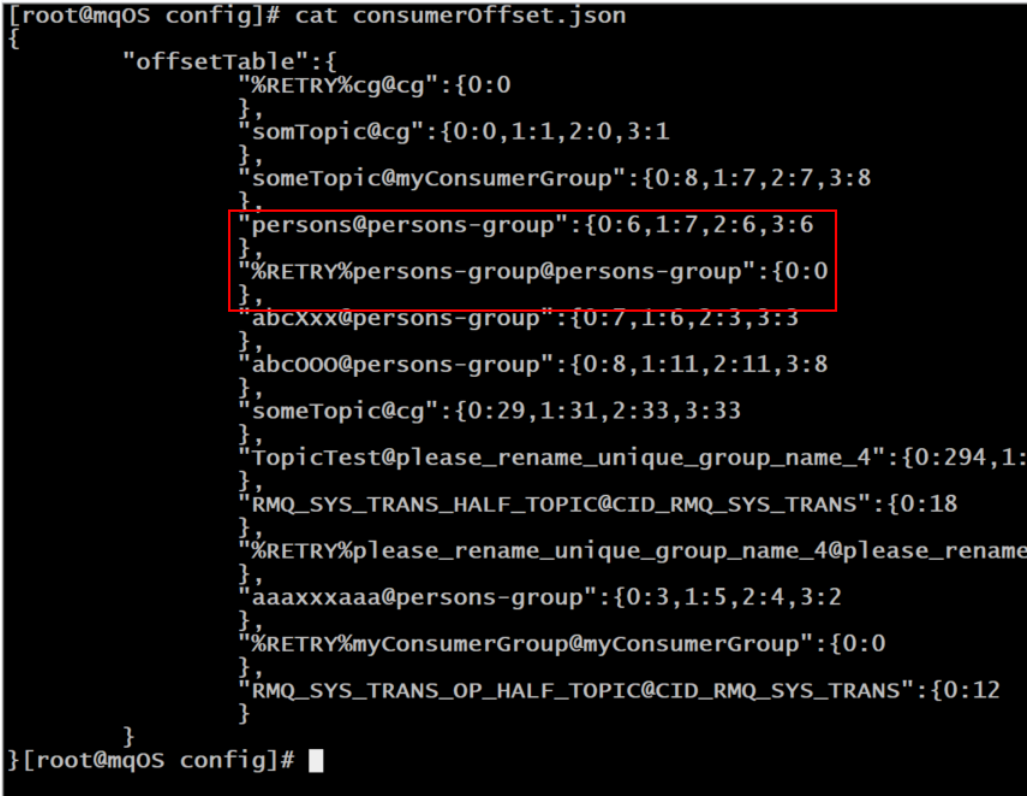 [root@mqOS config]# cat consumerOffset.json
{
        "offsetTable":{
                "%RETRY%cg@cg":{0:0
                },
                "somTopic@cg":{0:0,1:1,2:0,3:1
                },
                "someTopic@myConsumerGroup":{0:8,1:7,2:7,3:8
                },
                "persons@persons-group":{0:6,1:7,2:6,3:6
                },
                "%RETRY%persons-group@persons-group":{0:0
                },
                "abcXxx@persons-group":{0:7,1:6,2:3,3:3
                },
                "abcOOO@persons-group":{0:8,1:11,2:11,3:8
                },
                "someTopic@cg":{0:29,1:31,2:33,3:33
                },
                "TopicTest@please_rename_unique_group_name_4":{0:294,1:
                },
                "RMQ_SYS_TRANS_HALF_TOPIC@CID_RMQ_SYS_TRANS":{0:18
                },
                "%RETRY%please_rename_unique_group_name_4@please_rename
                },
                "aaaxxxaaa@persons-group":{0:3,1:5,2:4,3:2
                },
                "%RETRY%myConsumerGroup@myConsumerGroup":{0:0
                },
                "RMQ_SYS_TRANS_OP_HALF_TOPIC@CID_RMQ_SYS_TRANS":{0:12
                }
        }
}[root@mqOS config]#